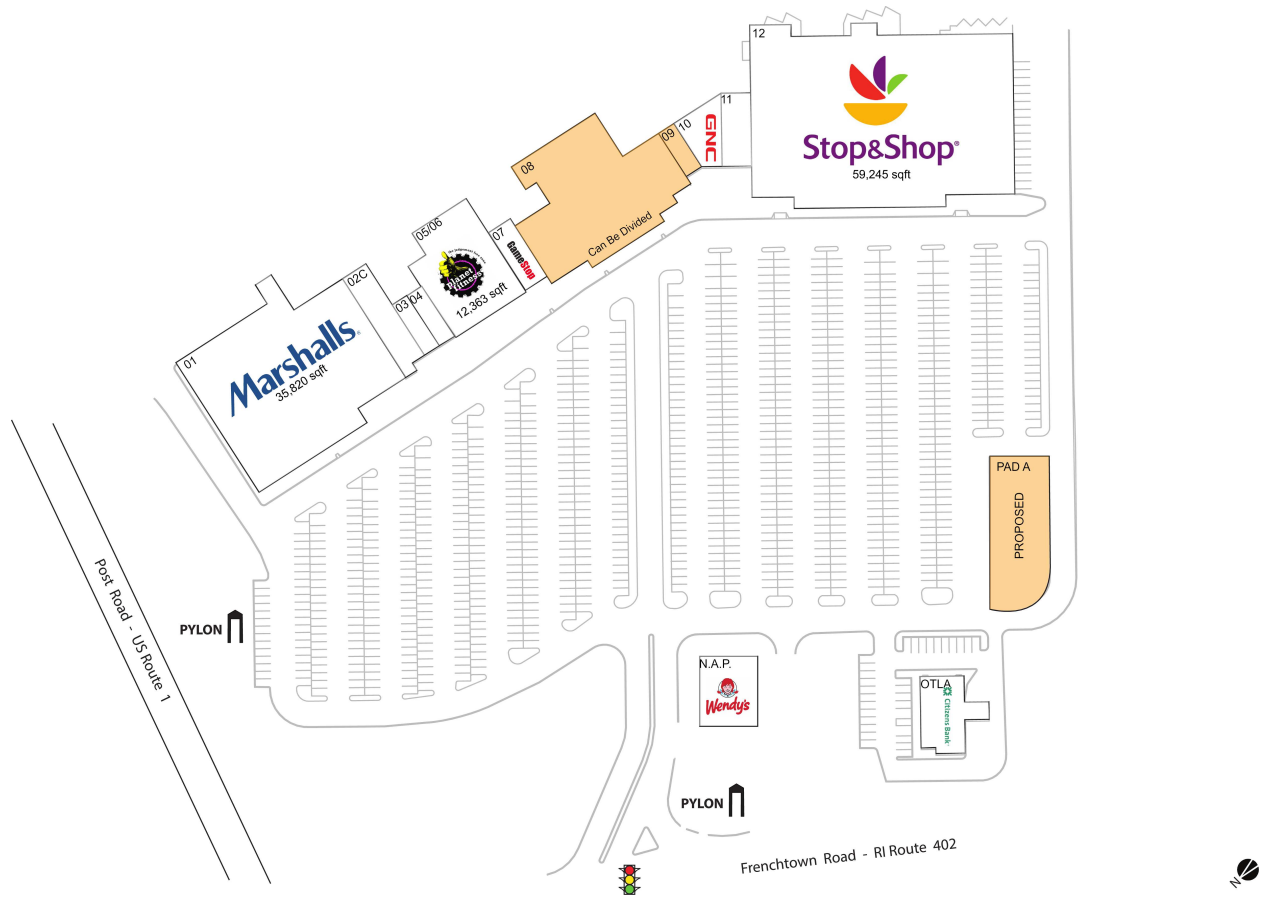 12
Stop&Shop®
59,245 sqft
11
10
GNC
09
08
Can Be Divided
07
GameStop
05/06
planet fitness
12,363 sqft
04
03
02C
01
Marshalls
35,820 sqft
PAD A
PROPOSED
Post Road - US Route 1
PYLON
N.A.P.
Wendy's
OTLA
Citizens Bank
PYLON
Frenchtown Road - RI Route 402
N